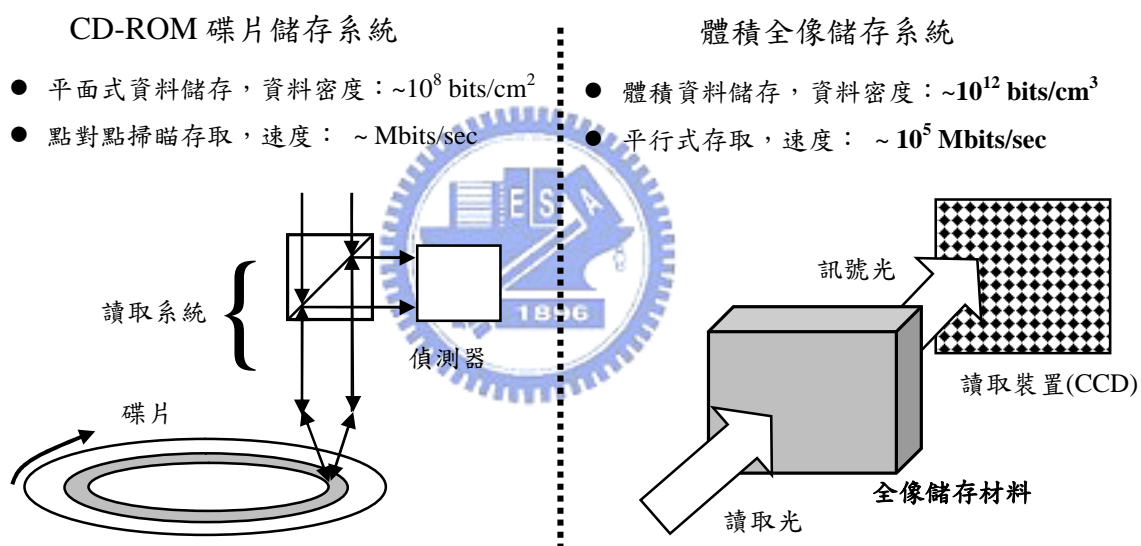 CD-ROM 碟片儲存系統
● 平面式資料儲存，資料密度：~10⁸ bits/cm²
● 點對點掃瞄存取，速度： ~ Mbits/sec
讀取系統
偵測器
碟片
體積全像儲存系統
● 體積資料儲存，資料密度：~10¹² bits/cm³
● 平行式存取，速度： ~ 10⁵ Mbits/sec
訊號光
讀取裝置(CCD)
全像儲存材料
讀取光
E S A
1896